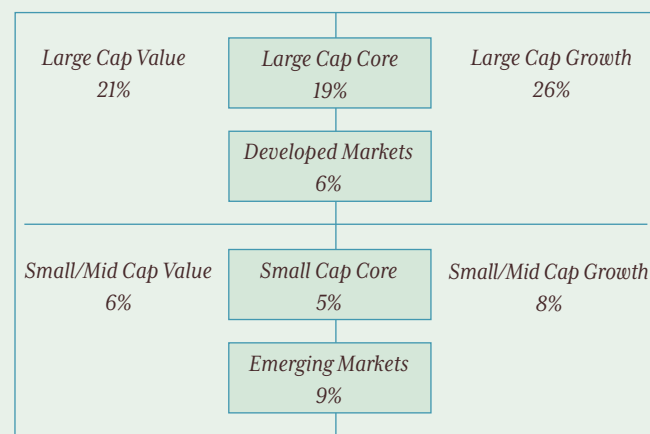 Large Cap Value
21%
Large Cap Core
19%
Large Cap Growth
26%
Developed Markets
6%
Small/Mid Cap Value
6%
Small Cap Core
5%
Small/Mid Cap Growth
8%
Emerging Markets
9%